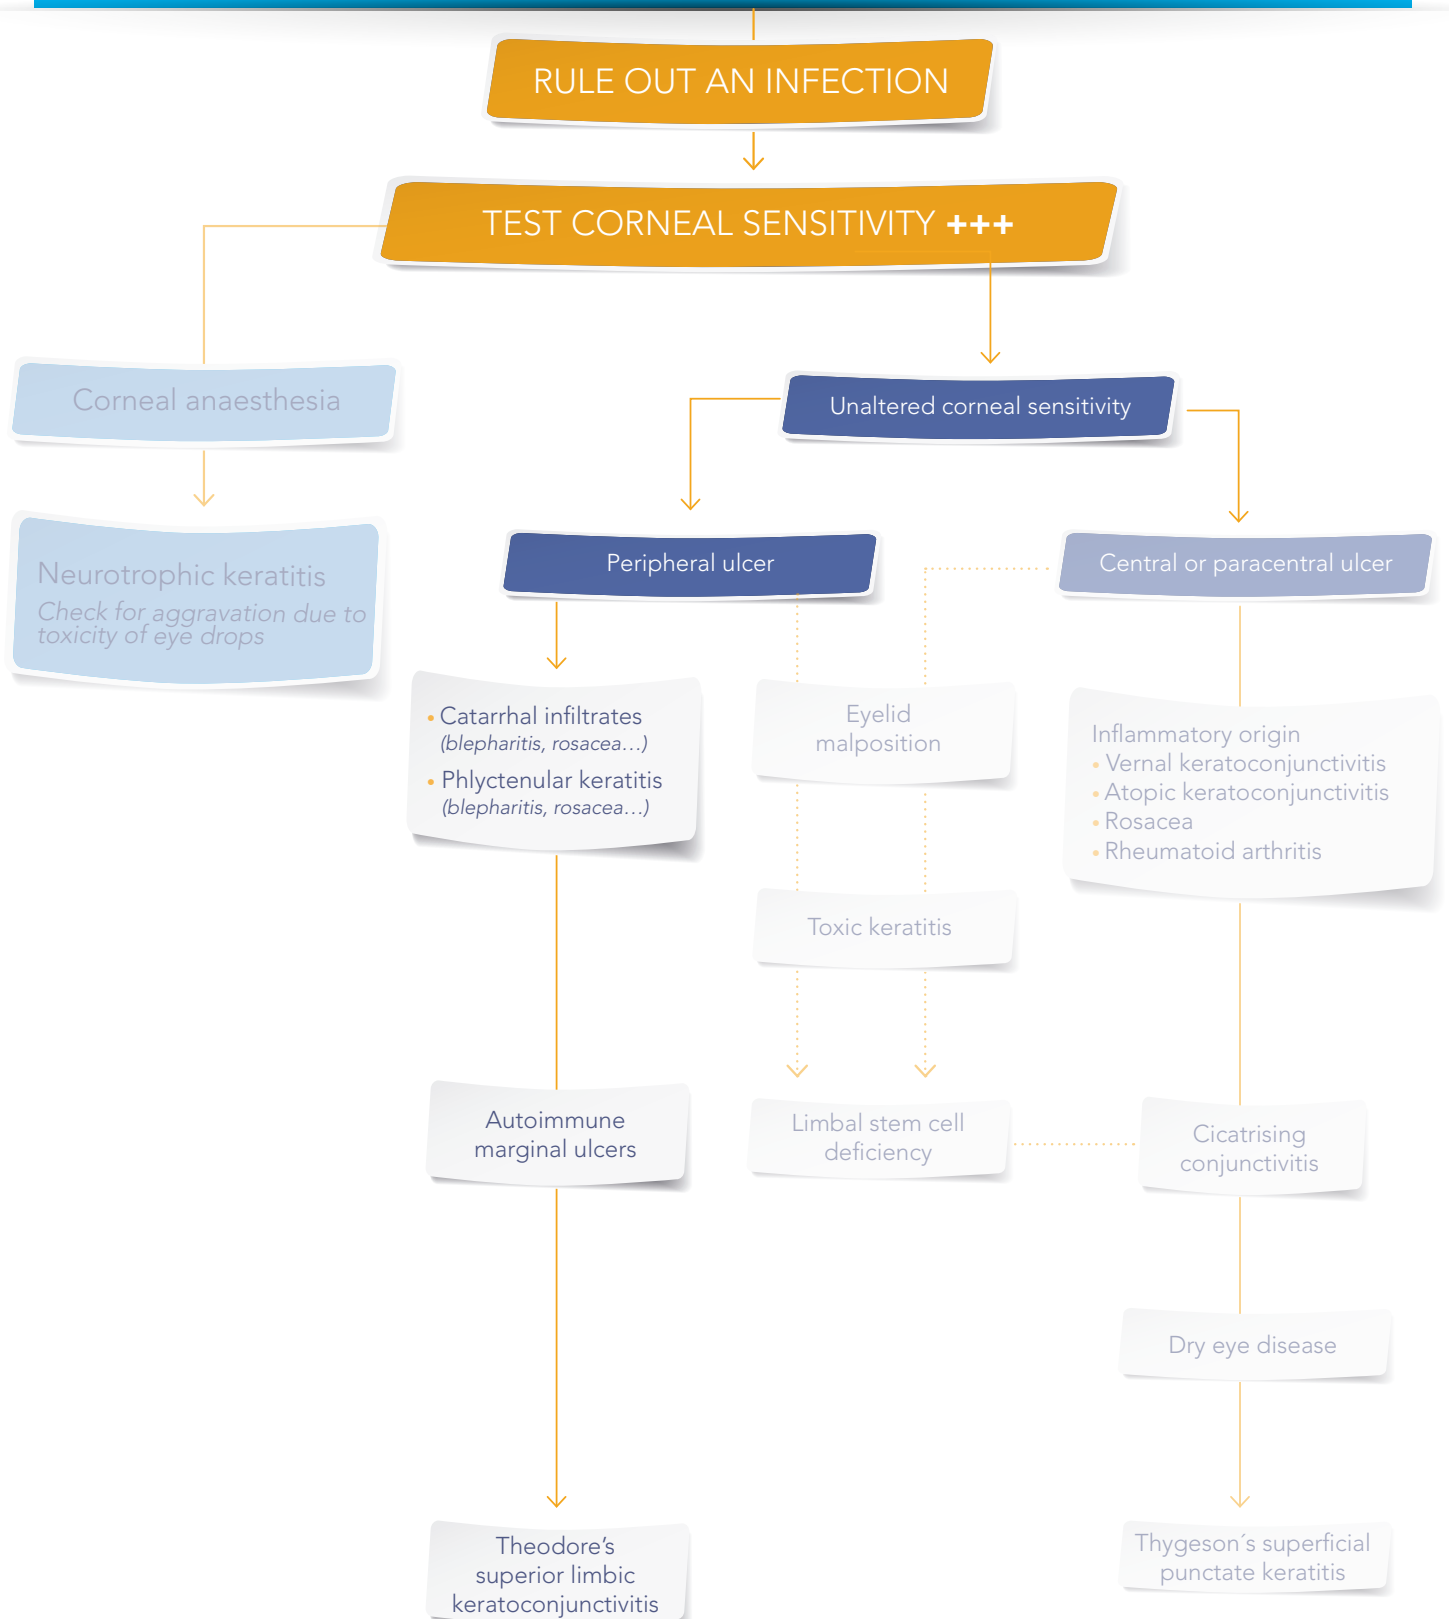 RULE OUT AN INFECTION
TEST CORNEAL SENSITIVITY +++
Corneal anaesthesia
Unaltered corneal sensitivity
Neurotrophic keratitis
Check for aggravation due to
toxicity of eye drops
Peripheral ulcer
Central or paracentral ulcer
• Catarrhal infiltrates
(blepharitis, rosacea…)
• Phlyctenular keratitis
(blepharitis, rosacea…)
Eyelid
malposition
Inflammatory origin
• Vernal keratoconjunctivitis
• Atopic keratoconjunctivitis
• Rosacea
• Rheumatoid arthritis
Toxic keratitis
Autoimmune
marginal ulcers
Limbal stem cell
deficiency
Cicatrising
conjunctivitis
Dry eye disease
Theodore’s
superior limbic
keratoconjunctivitis
Thygeson´s superficial
punctate keratitis